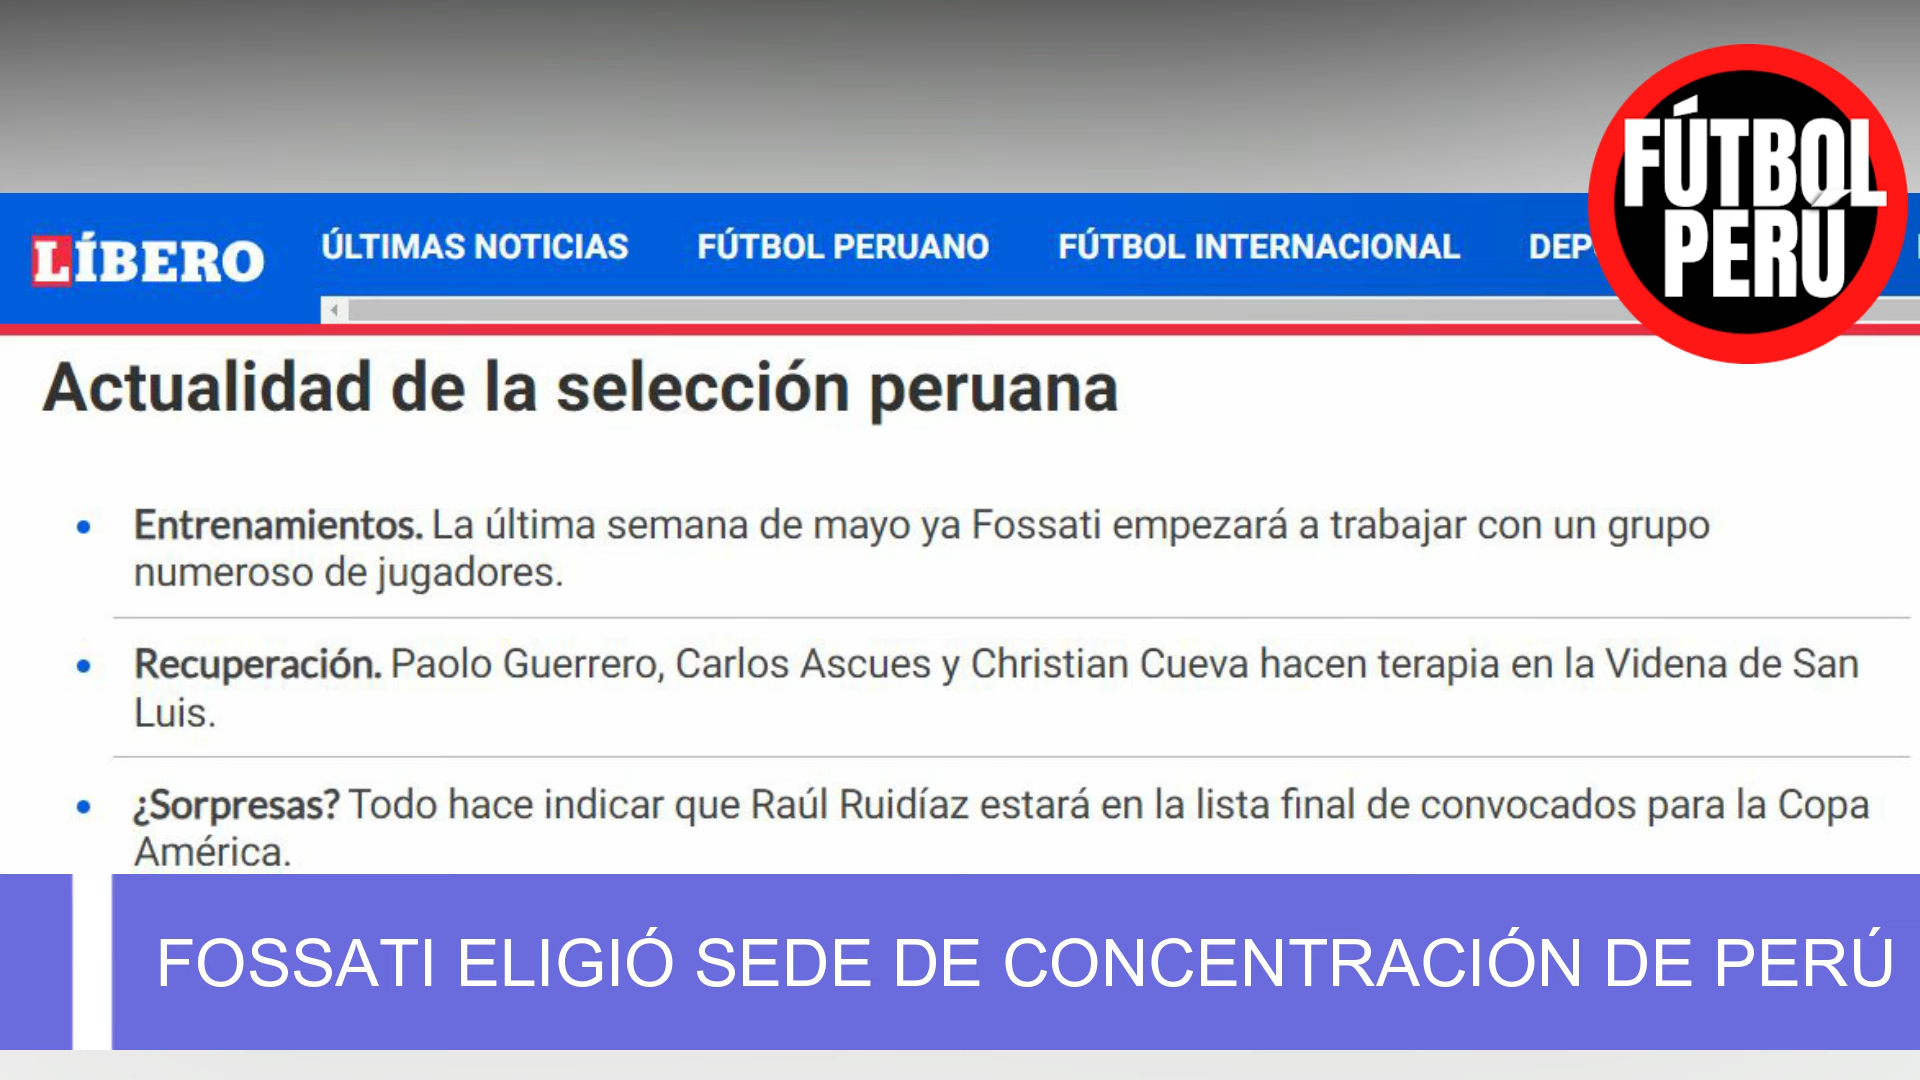 FÚTBOL
PERÚ
LÍBERO
ÚLTIMAS NOTICIAS
FÚTBOL PERUANO
FÚTBOL INTERNACIONAL
Actualidad de la selección peruana
Entrenamientos. La última semana de mayo ya Fossati empezará a trabajar con un grupo
numeroso de jugadores.
Recuperación. Paolo Guerrero, Carlos Ascues y Christian Cueva hacen terapia en la Videna de San
Luis.
¿Sorpresas? Todo hace indicar que Raúl Ruidíaz estará en la lista final de convocados para la Copa
América.
FOSSATI ELIGIÓ SEDE DE CONCENTRACIÓN DE PERÚ